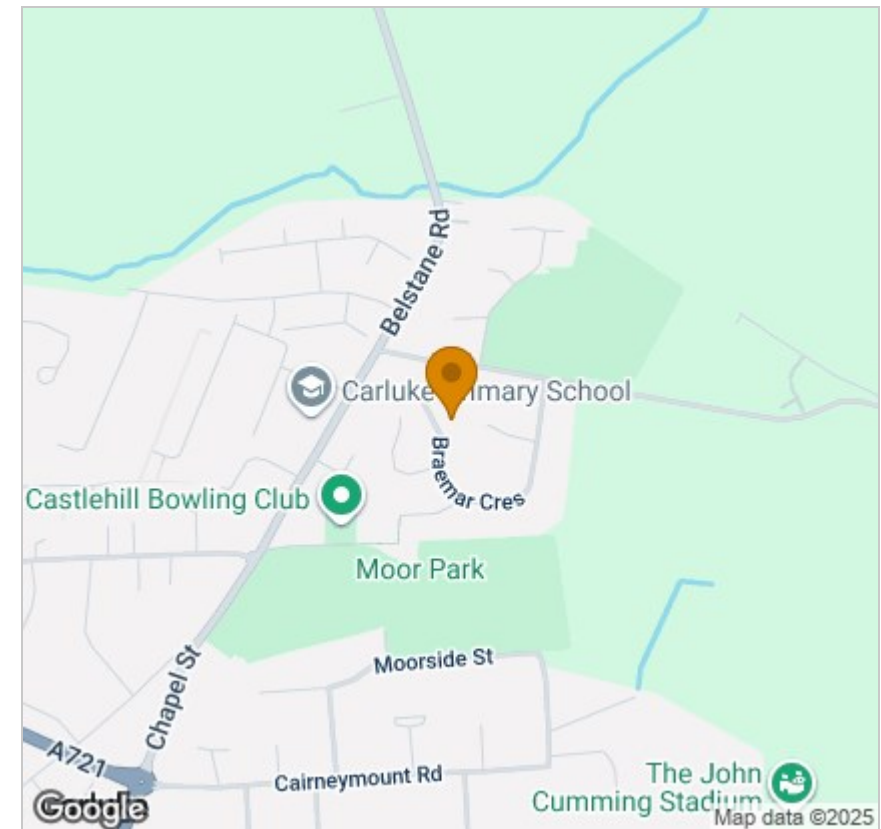 Belstane Rd
Carluke Primary School
Braemar Cres
Castlehill Bowling Club
Moor Park
Moorside St
Chapel St
A721
Cairneymount Rd
The John
Cumming Stadium
Google
Map data ©2025